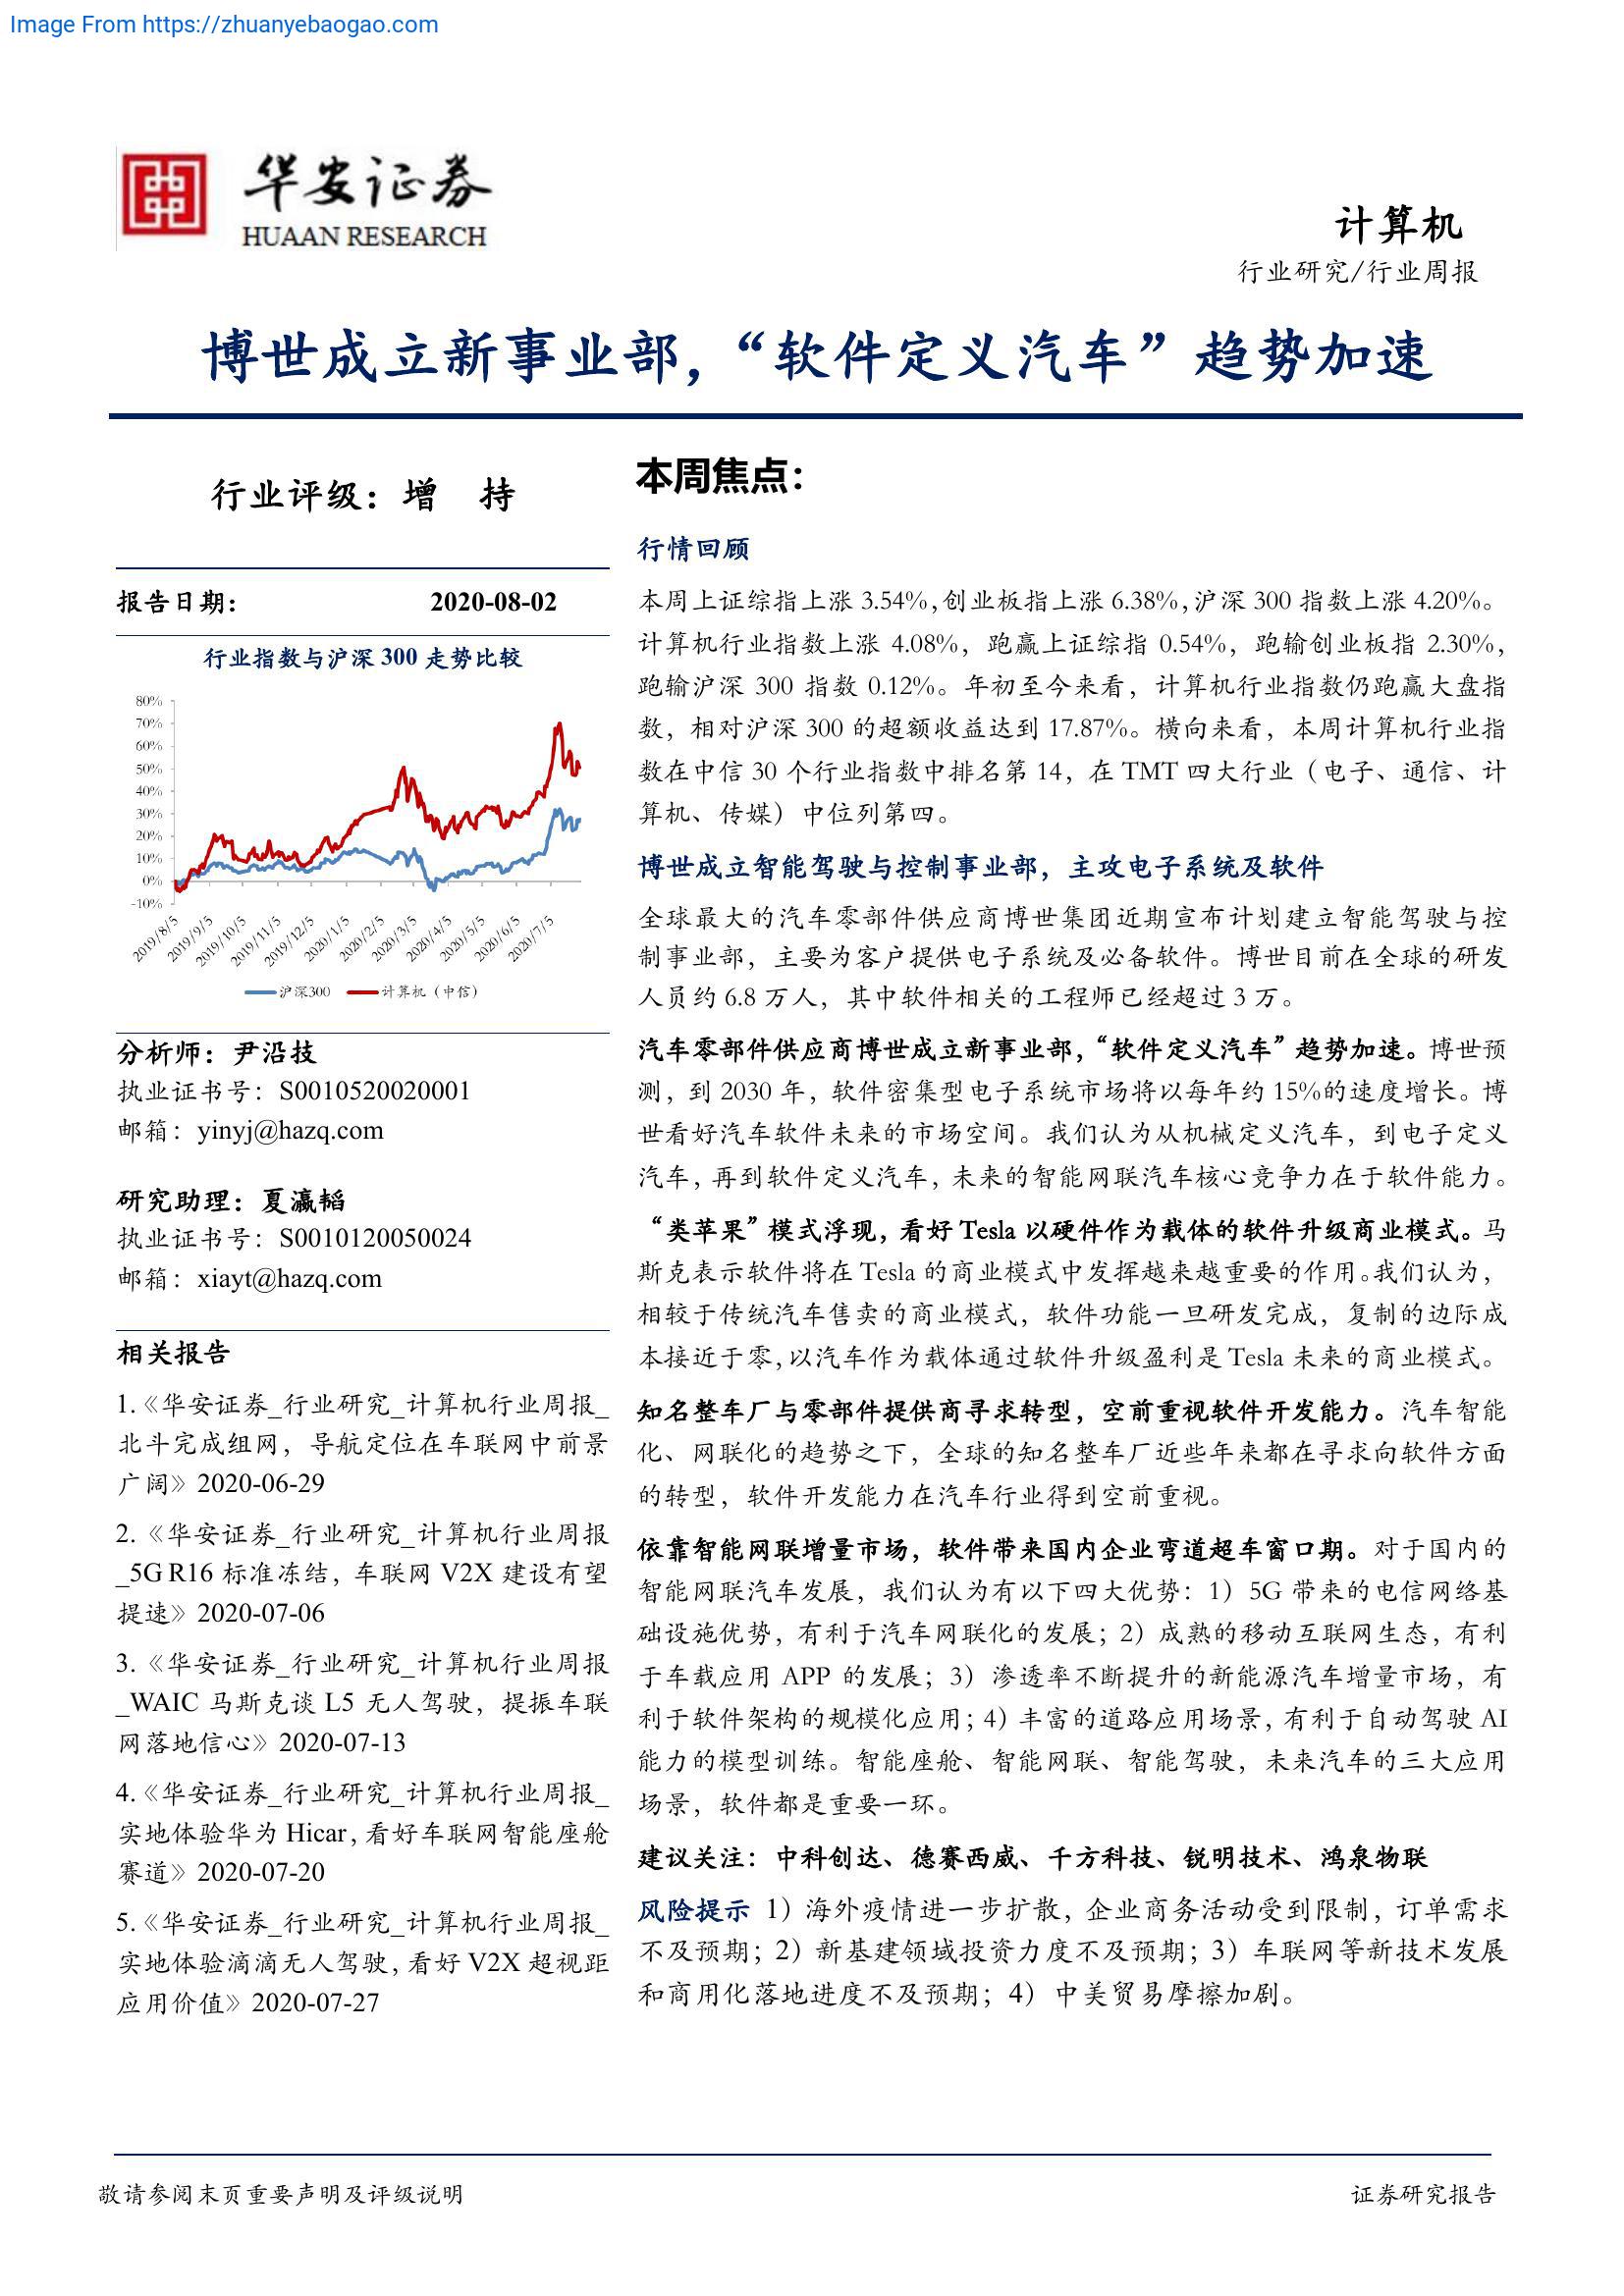 Image From https://zhuanyebaogao.com
华安证券
HUAAN RESEARCH
计算机
行业研究/行业周报
博世成立新事业部，“软件定义汽车”趋势加速
行业评级：增 持
报告日期： 2020-08-02
行业指数与沪深 300 走势比较
80%
70%
60%
50%
40%
30%
20%
10%
0%
-10%
2019/8/5
2019/9/5
2019/10/5
2019/11/5
2019/12/5
2020/1/5
2020/2/5
2020/3/5
2020/4/5
2020/5/5
2020/6/5
2020/7/5
沪深300 计算机（中信）
分析师：尹沿技
执业证书号：S0010520020001
邮箱：yinyj@hazq.com
研究助理：夏瀛韬
执业证书号：S0010120050024
邮箱：xiayt@hazq.com
相关报告
1.《华安证券_行业研究_计算机行业周报_
北斗完成组网，导航定位在车联网中前景
广阔》2020-06-29
2.《华安证券_行业研究_计算机行业周报
_5G R16 标准冻结，车联网 V2X 建设有望
提速》2020-07-06
3.《华安证券_行业研究_计算机行业周报
_WAIC 马斯克谈 L5 无人驾驶，提振车联
网落地信心》2020-07-13
4.《华安证券_行业研究_计算机行业周报_
实地体验华为 Hicar，看好车联网智能座舱
赛道》2020-07-20
5.《华安证券_行业研究_计算机行业周报_
实地体验滴滴无人驾驶，看好 V2X 超视距
应用价值》2020-07-27
本周焦点：
行情回顾
本周上证综指上涨 3.54%，创业板指上涨 6.38%，沪深 300 指数上涨 4.20%。
计算机行业指数上涨 4.08%，跑赢上证综指 0.54%，跑输创业板指 2.30%，
跑输沪深 300 指数 0.12%。年初至今来看，计算机行业指数仍跑赢大盘指
数，相对沪深 300 的超额收益达到 17.87%。横向来看，本周计算机行业指
数在中信 30 个行业指数中排名第 14，在 TMT 四大行业（电子、通信、计
算机、传媒）中位列第四。
博世成立智能驾驶与控制事业部，主攻电子系统及软件
全球最大的汽车零部件供应商博世集团近期宣布计划建立智能驾驶与控
制事业部，主要为客户提供电子系统及必备软件。博世目前在全球的研发
人员约 6.8 万人，其中软件相关的工程师已经超过 3 万。
汽车零部件供应商博世成立新事业部，“软件定义汽车”趋势加速。博世预
测，到 2030 年，软件密集型电子系统市场将以每年约 15%的速度增长。博
世看好汽车软件未来的市场空间。我们认为从机械定义汽车，到电子定义
汽车，再到软件定义汽车，未来的智能网联汽车核心竞争力在于软件能力。
“类苹果”模式浮现，看好 Tesla 以硬件作为载体的软件升级商业模式。马
斯克表示软件将在 Tesla 的商业模式中发挥越来越重要的作用。我们认为，
相较于传统汽车售卖的商业模式，软件功能一旦研发完成，复制的边际成
本接近于零，以汽车作为载体通过软件升级盈利是 Tesla 未来的商业模式。
知名整车厂与零部件提供商寻求转型，空前重视软件开发能力。汽车智能
化、网联化的趋势之下，全球的知名整车厂近些年来都在寻求向软件方面
的转型，软件开发能力在汽车行业得到空前重视。
依靠智能网联增量市场，软件带来国内企业弯道超车窗口期。对于国内的
智能网联汽车发展，我们认为有以下四大优势：1）5G 带来的电信网络基
础设施优势，有利于汽车网联化的发展；2）成熟的移动互联网生态，有利
于车载应用 APP 的发展；3）渗透率不断提升的新能源汽车增量市场，有
利于软件架构的规模化应用；4）丰富的道路应用场景，有利于自动驾驶 AI
能力的模型训练。智能座舱、智能网联、智能驾驶，未来汽车的三大应用
场景，软件都是重要一环。
建议关注：中科创达、德赛西威、千方科技、锐明技术、鸿泉物联
风险提示 1）海外疫情进一步扩散，企业商务活动受到限制，订单需求
不及预期；2）新基建领域投资力度不及预期；3）车联网等新技术发展
和商用化落地进度不及预期；4）中美贸易摩擦加剧。
敬请参阅末页重要声明及评级说明 证券研究报告